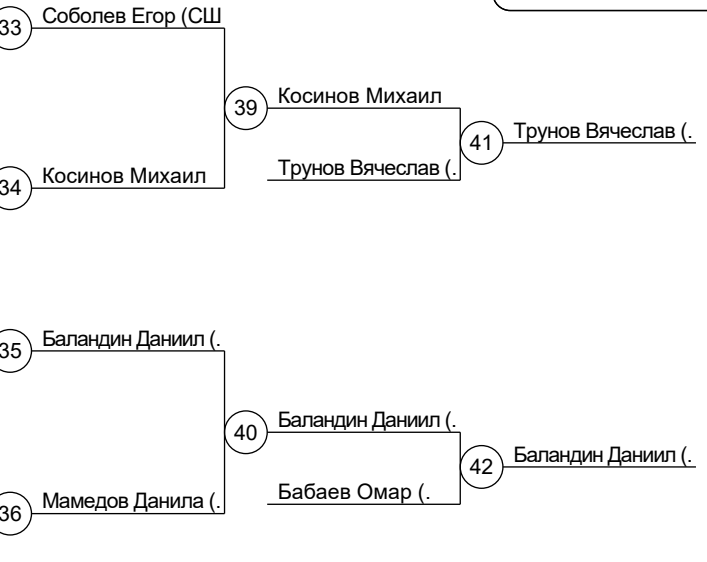 33 Соболев Егор (СШ
39 Косинов Михаил
41 Трунов Вячеслав (.
Трунов Вячеслав (.
34 Косинов Михаил
35 Баландин Даниил (.
40 Баландин Даниил (.
42 Баландин Даниил (.
Бабаев Омар (.
36 Мамедов Данила (.